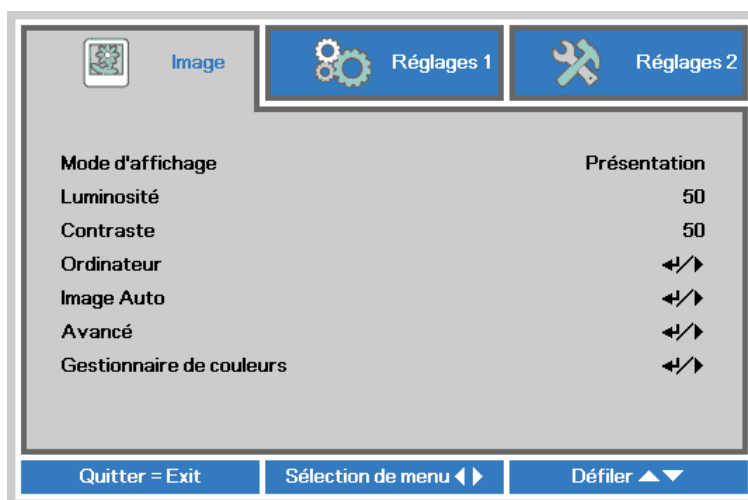 Image
Réglages 1
Réglages 2
Mode d'affichage Présentation
Luminosité 50
Contraste 50
Ordinateur
Image Auto
Avancé
Gestionnaire de couleurs
Quitter = Exit
Sélection de menu
Défiler